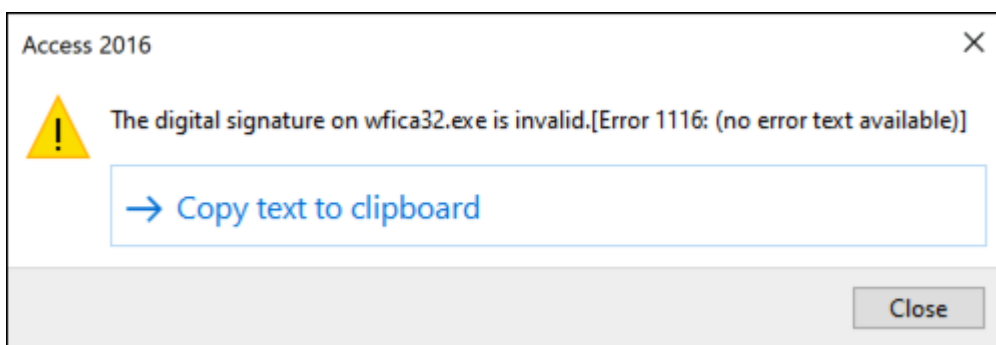 Access 2016
The digital signature on wfica32.exe is invalid.[Error 1116: (no error text available)]
Copy text to clipboard
Close